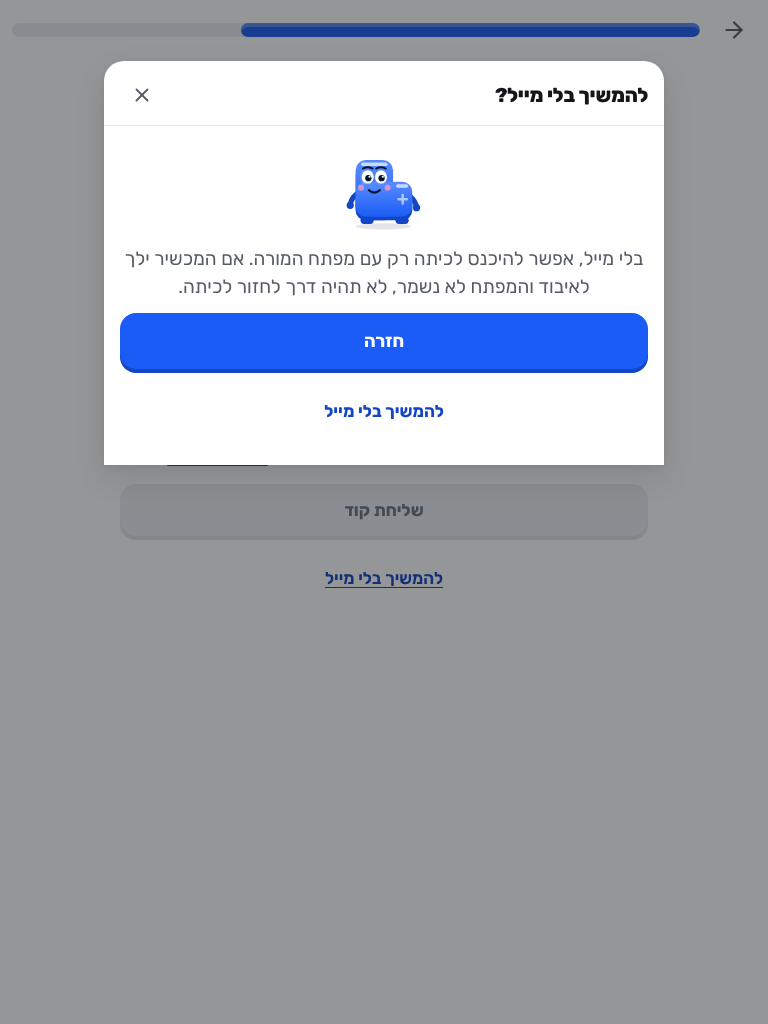 להמשיך בלי מייל?
בלי מייל, אפשר להיכנס לכיתה רק עם מפתח המורה. אם המכשיר ילך
לאיבוד והמפתח לא נשמר, לא תהיה דרך לחזור לכיתה.
חזרה
להמשיך בלי מייל
שליחת קוד
להמשיך בלי מייל